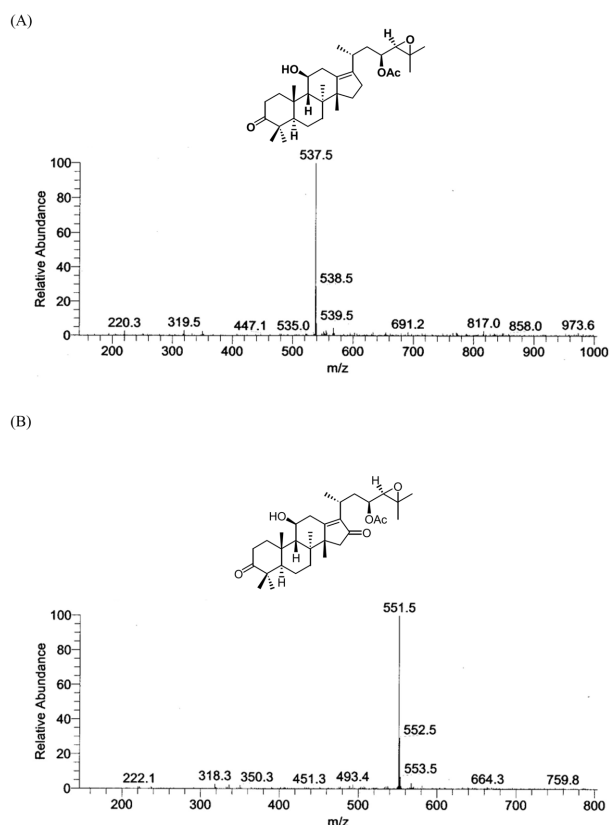 (A)
H
O
HO
OAc
H
H
O
537.5
100
80
60
40
20
0
Relative Abundance
538.5
539.5
220.3
319.5
447.1
535.0
691.2
817.0
858.0
973.6
200
300
400
500
600
700
800
900
1000
m/z
(B)
H
O
HO
OAc
O
H
H
O
551.5
100
80
60
40
20
0
Relative Abundance
552.5
553.5
222.1
318.3
350.3
451.3
493.4
664.3
759.8
200
300
400
500
600
700
800
m/z